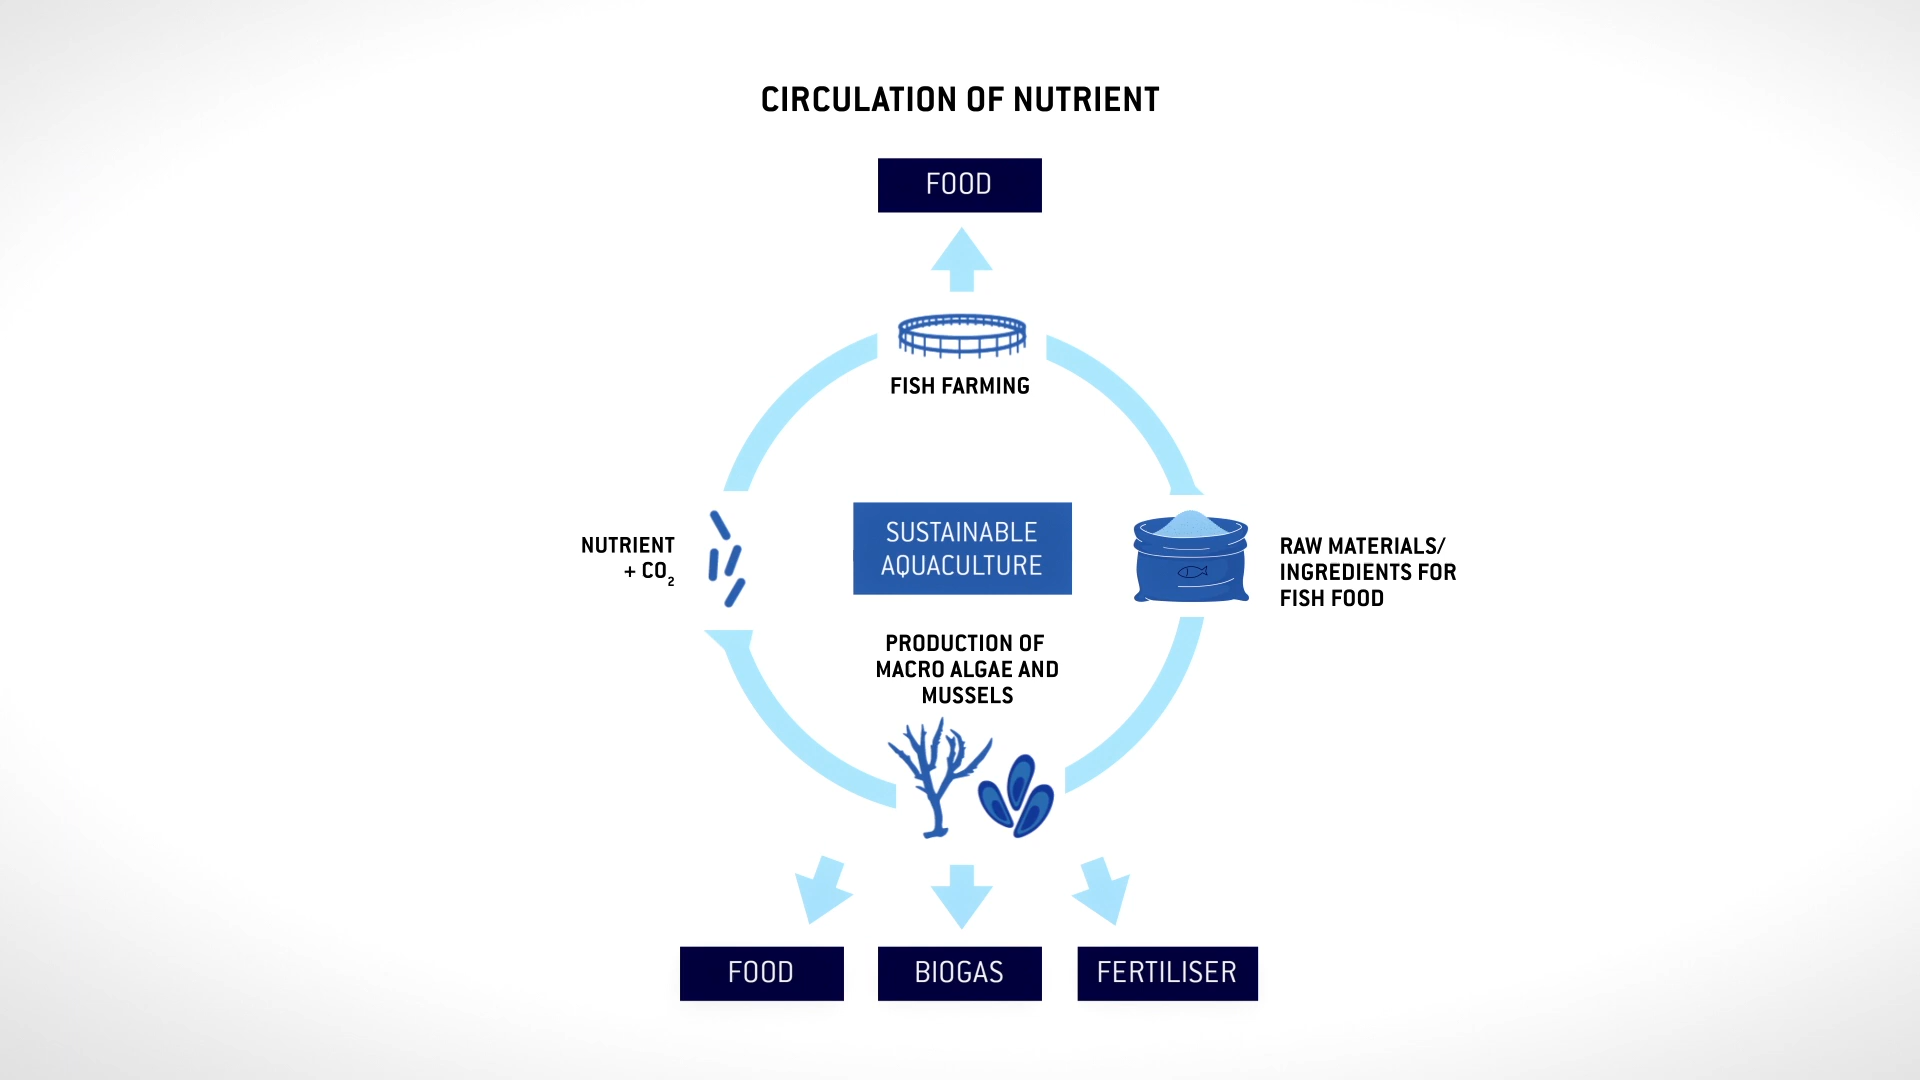 CIRCULATION OF NUTRIENT
FOOD
FISH FARMING
NUTRIENT
+ CO₂
SUSTAINABLE
AQUACULTURE
RAW MATERIALS/
INGREDIENTS FOR
FISH FOOD
PRODUCTION OF
MACRO ALGAE AND
MUSSELS
FOOD
BIOGAS
FERTILISER